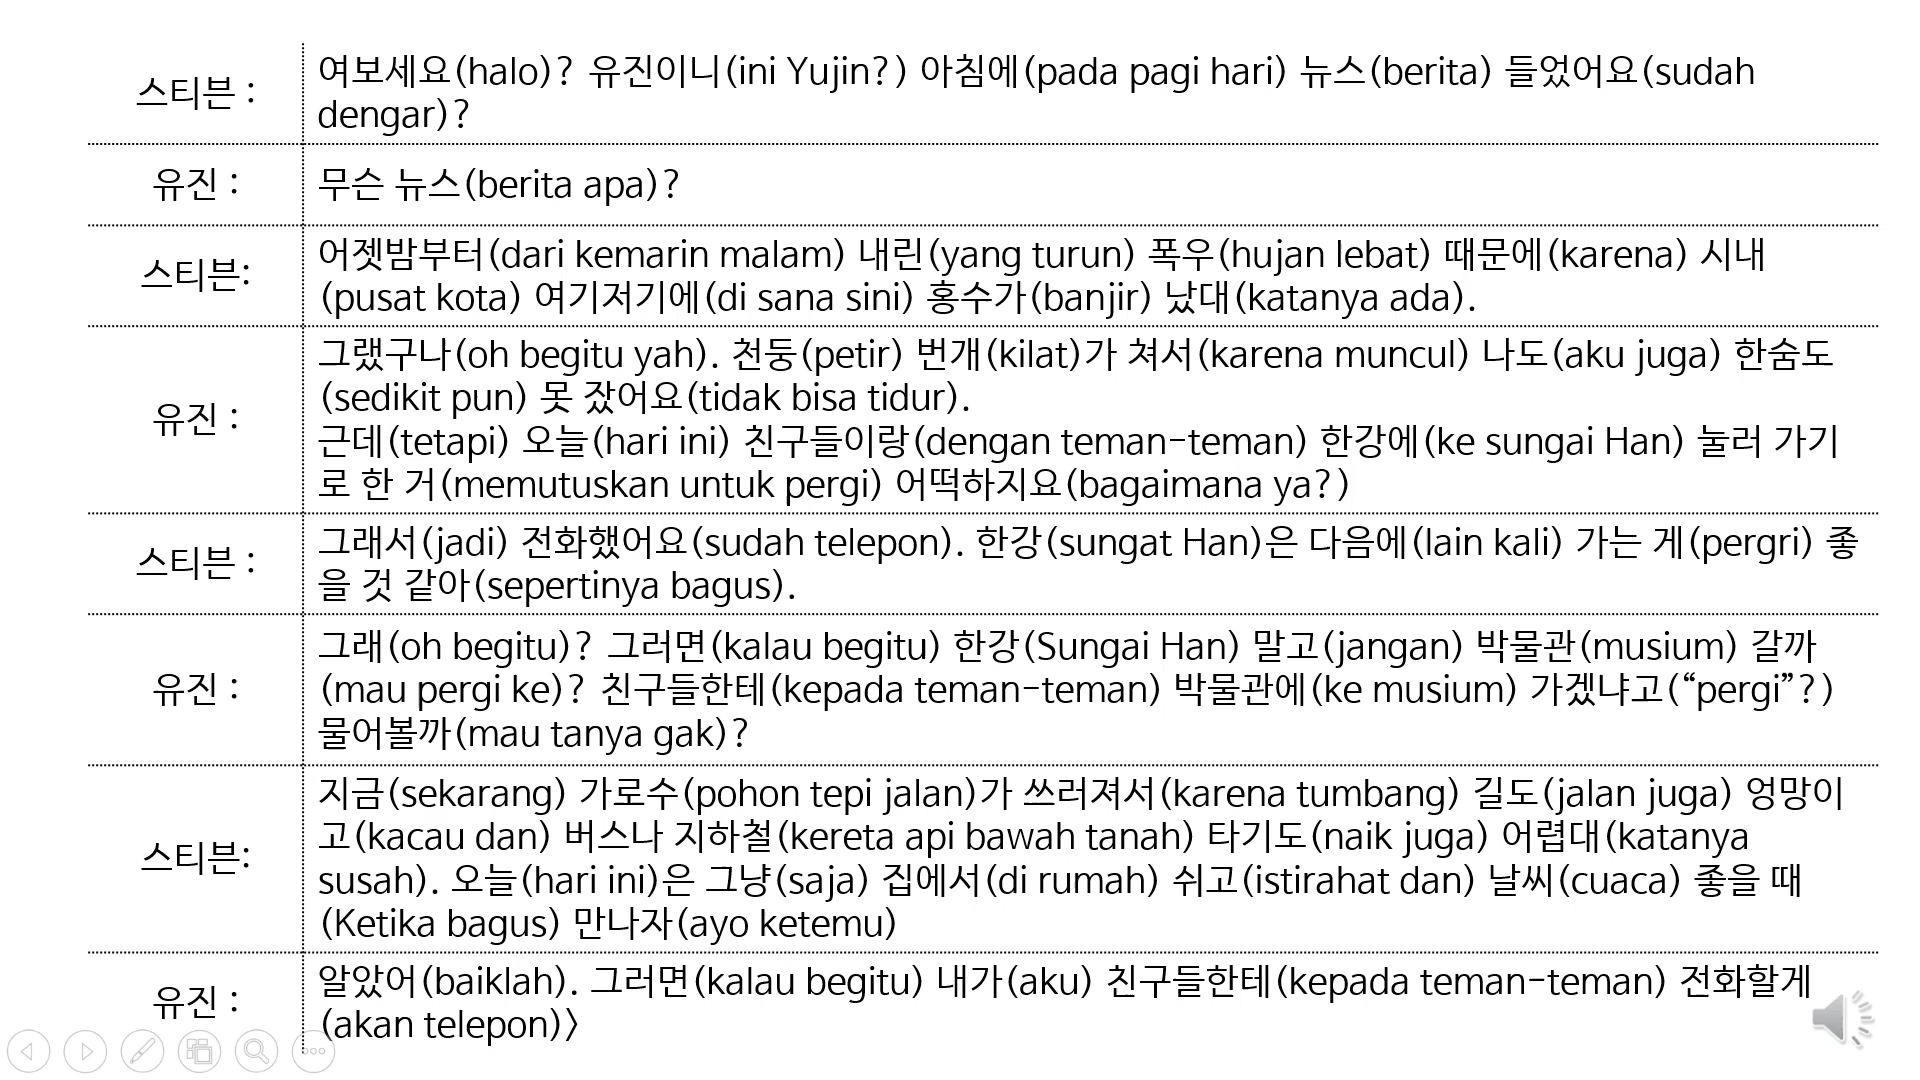 스티븐 :
여보세요(halo)? 유진이니(ini Yujin?) 아침에(pada pagi hari) 뉴스(berita) 들었어요(sudah
dengar)?
유진 :
무슨 뉴스(berita apa)?
스티븐:
어젯밤부터(dari kemarin malam) 내린(yang turun) 폭우(hujan lebat) 때문에(karena) 시내
(pusat kota) 여기저기에(di sana sini) 홍수가(banjir) 났대(katanya ada).
유진 :
그랬구나(oh begitu yah). 천둥(petir) 번개(kilat)가 쳐서(karena muncul) 나도(aku juga) 한숨도
(sedikit pun) 못 잤어요(tidak bisa tidur).
근데(tetapi) 오늘(hari ini) 친구들이랑(dengan teman-teman) 한강에(ke sungai Han) 눌러 가기
로 한 거(memutuskan untuk pergi) 어떡하지요(bagaimana ya?)
스티븐 :
그래서(jadi) 전화했어요(sudah telepon). 한강(sungat Han)은 다음에(lain kali) 가는 게(pergri) 좋
을 것 같아(sepertinya bagus).
유진 :
그래(oh begitu)? 그러면(kalau begitu) 한강(Sungai Han) 말고(jangan) 박물관(musium) 갈까
(mau pergi ke)? 친구들한테(kepada teman-teman) 박물관에(ke musium) 가겠냐고(“pergi”?)
물어볼까(mau tanya gak)?
스티븐:
지금(sekarang) 가로수(pohon tepi jalan)가 쓰러져서(karena tumbang) 길도(jalan juga) 엉망이
고(kacau dan) 버스나 지하철(kereta api bawah tanah) 타기도(naik juga) 어렵대(katanya
susah). 오늘(hari ini)은 그냥(saja) 집에서(di rumah) 쉬고(istirahat dan) 날씨(cuaca) 좋을 때
(Ketika bagus) 만나자(ayo ketemu)
유진 :
알았어(baiklah). 그러면(kalau begitu) 내가(aku) 친구들한테(kepada teman-teman) 전화할게
(akan telepon)〉